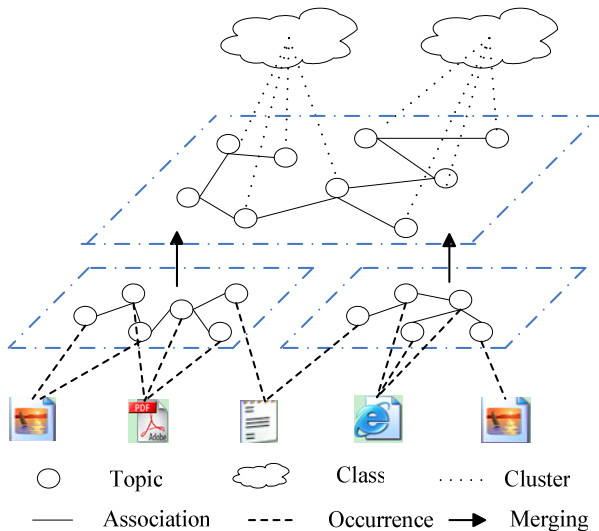 PDF
Adobe
Topic
Class
Cluster
Association
Occurrence
Merging